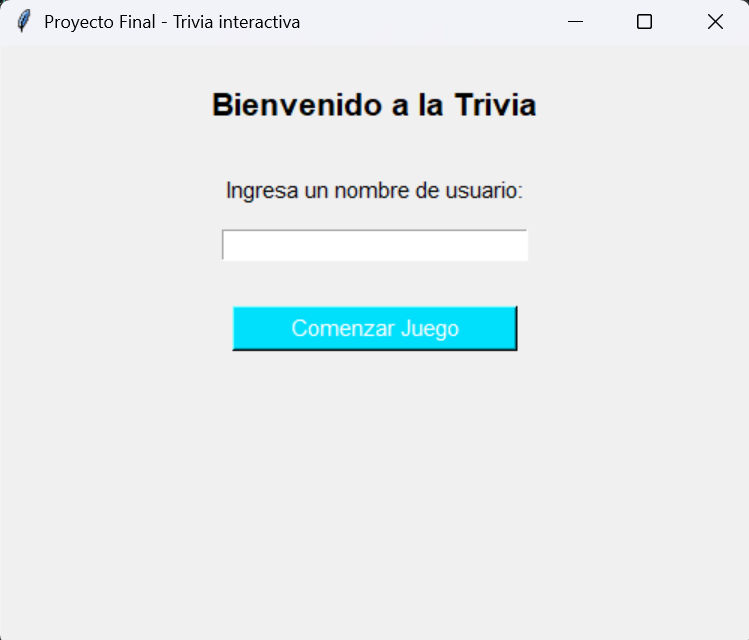 Proyecto Final - Trivia interactiva
Bienvenido a la Trivia
Ingresa un nombre de usuario:
Comenzar Juego